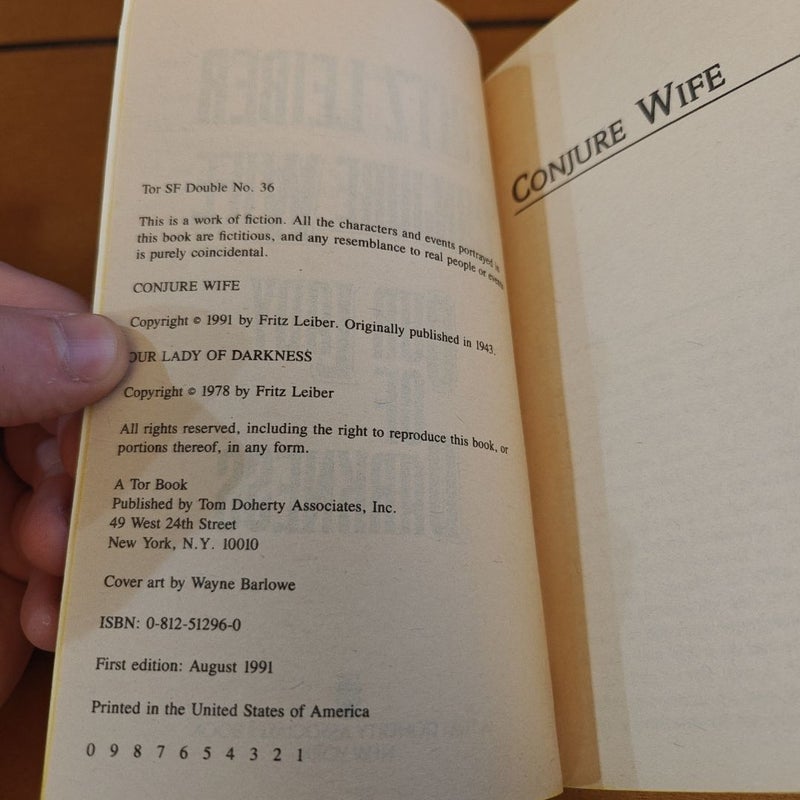 Tor SF Double No. 36
This is a work of fiction. All the characters and events portrayed in
this book are fictitious, and any resemblance to real people or events
is purely coincidental.
CONJURE WIFE
Copyright © 1991 by Fritz Leiber. Originally published in 1943.
OUR LADY OF DARKNESS
Copyright © 1978 by Fritz Leiber
All rights reserved, including the right to reproduce this book, or
portions thereof, in any form.
A Tor Book
Published by Tom Doherty Associates, Inc.
49 West 24th Street
New York, N.Y. 10010
Cover art by Wayne Barlowe
ISBN: 0-812-51296-0
First edition: August 1991
Printed in the United States of America
0 9 8 7 6 5 4 3 2 1
CONJURE WIFE